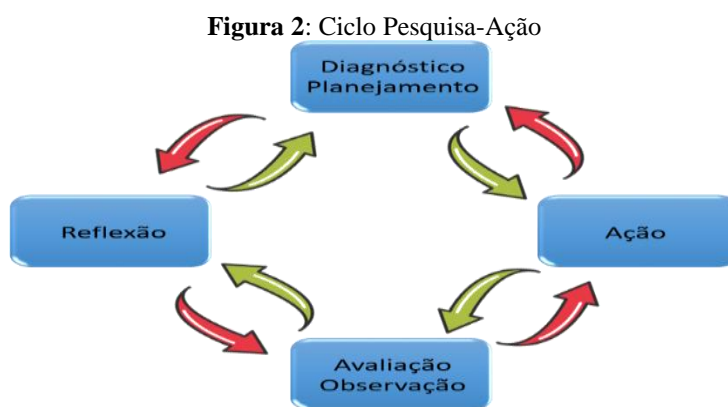 Figura 2: Ciclo Pesquisa-Ação
Diagnóstico
Planejamento
Reflexão
Ação
Avaliação
Observação